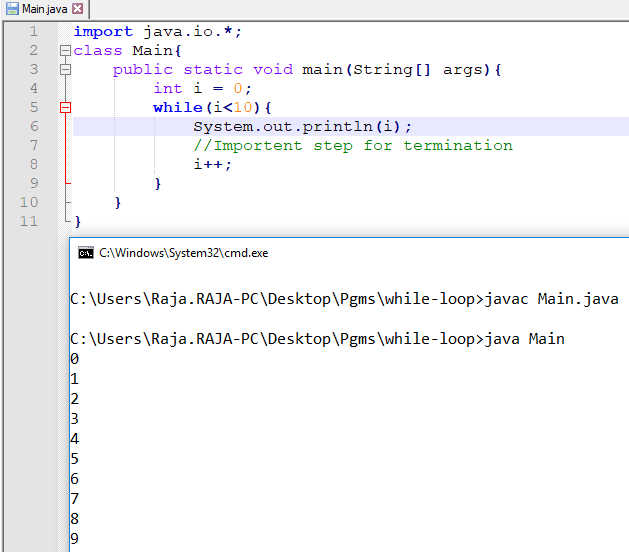 Main.java
1 import java.io.*;
2 class Main{
3 public static void main(String[] args){
4 int i = 0;
5 while(i<10){
6 System.out.println(i);
7 //Importent step for termination
8 i++;
9 }
10 }
11 }
C:\Windows\System32\cmd.exe
C:\Users\Raja.RAJA-PC\Desktop\Pgms\while-loop>javac Main.java
C:\Users\Raja.RAJA-PC\Desktop\Pgms\while-loop>java Main
0
1
2
3
4
5
6
7
8
9